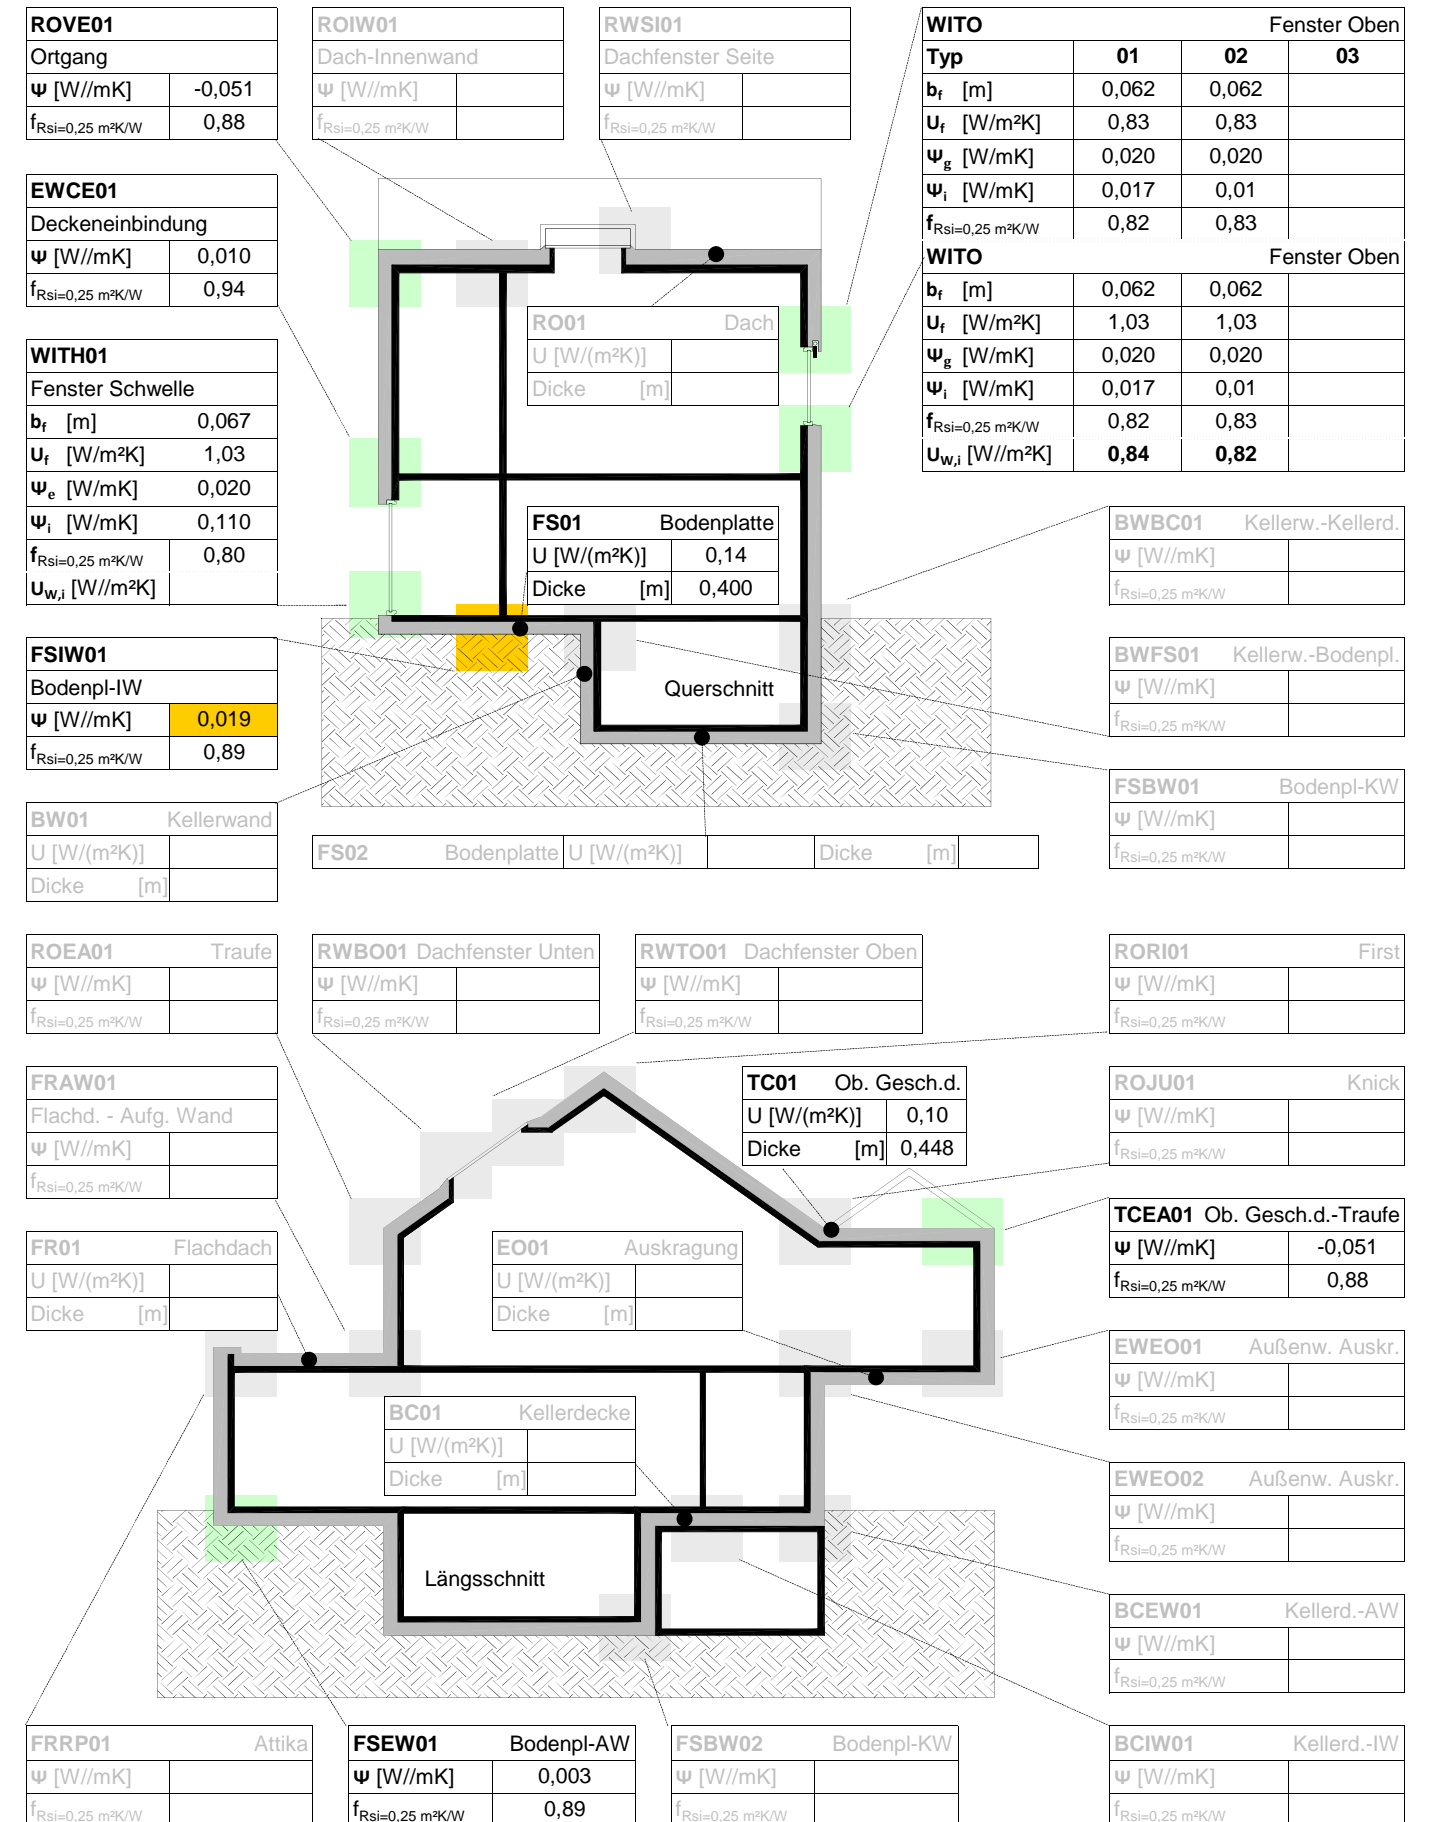 ROVE01
Ortgang
Ψ [W//mK] -0,051
fRsi=0,25 m²K/W 0,88
ROIW01
Dach-Innenwand
Ψ [W//mK]
fRsi=0,25 m²K/W
RWSI01
Dachfenster Seite
Ψ [W//mK]
fRsi=0,25 m²K/W
WITO Fenster Oben
Typ 01 02 03
bf [m] 0,062 0,062
Uf [W/m²K] 0,83 0,83
Ψg [W/mK] 0,020 0,020
Ψi [W/mK] 0,017 0,01
fRsi=0,25 m²K/W 0,82 0,83
WITO Fenster Oben
bf [m] 0,062 0,062
Uf [W/m²K] 1,03 1,03
Ψg [W/mK] 0,020 0,020
Ψi [W/mK] 0,017 0,01
fRsi=0,25 m²K/W 0,82 0,83
UW,i [W//m²K] 0,84 0,82
EWCE01
Deckeneinbindung
Ψ [W//mK] 0,010
fRsi=0,25 m²K/W 0,94
RO01 Dach
U [W/(m²K)]
Dicke [m]
WITH01
Fenster Schwelle
bf [m] 0,067
Uf [W/m²K] 1,03
Ψe [W/mK] 0,020
Ψi [W/mK] 0,110
fRsi=0,25 m²K/W 0,80
UW,i [W//m²K]
FS01 Bodenplatte
U [W/(m²K)] 0,14
Dicke [m] 0,400
BWBC01 Kellerw.-Kellerd.
Ψ [W//mK]
fRsi=0,25 m²K/W
FSIW01
Bodenpl-IW
Ψ [W//mK] 0,019
fRsi=0,25 m²K/W 0,89
Querschnitt
BWFS01 Kellerw.-Bodenpl.
Ψ [W//mK]
fRsi=0,25 m²K/W
FSBW01 Bodenpl-KW
Ψ [W//mK]
fRsi=0,25 m²K/W
BW01 Kellerwand
U [W/(m²K)]
Dicke [m]
FS02 Bodenplatte U [W/(m²K)] Dicke [m]
ROEA01 Traufe
Ψ [W//mK]
fRsi=0,25 m²K/W
RWBO01 Dachfenster Unten
Ψ [W//mK]
fRsi=0,25 m²K/W
RWTO01 Dachfenster Oben
Ψ [W//mK]
fRsi=0,25 m²K/W
RORI01 First
Ψ [W//mK]
fRsi=0,25 m²K/W
FRAW01
Flachd. - Aufg. Wand
Ψ [W//mK]
fRsi=0,25 m²K/W
TC01 Ob. Gesch.d.
U [W/(m²K)] 0,10
Dicke [m] 0,448
ROJU01 Knick
Ψ [W//mK]
fRsi=0,25 m²K/W
FR01 Flachdach
U [W/(m²K)]
Dicke [m]
EO01 Auskragung
U [W/(m²K)]
Dicke [m]
TCEA01 Ob. Gesch.d.-Traufe
Ψ [W//mK] -0,051
fRsi=0,25 m²K/W 0,88
EWEO01 Außenw. Auskr.
Ψ [W//mK]
fRsi=0,25 m²K/W
BC01 Kellerdecke
U [W/(m²K)]
Dicke [m]
EWEO02 Außenw. Auskr.
Ψ [W//mK]
fRsi=0,25 m²K/W
Längsschnitt
BCEW01 Kellerd.-AW
Ψ [W//mK]
fRsi=0,25 m²K/W
FRRP01 Attika
Ψ [W//mK]
fRsi=0,25 m²K/W
FSEW01 Bodenpl-AW
Ψ [W//mK] 0,003
fRsi=0,25 m²K/W 0,89
FSBW02 Bodenpl-KW
Ψ [W//mK]
fRsi=0,25 m²K/W
BCIW01 Kellerd.-IW
Ψ [W//mK]
fRsi=0,25 m²K/W